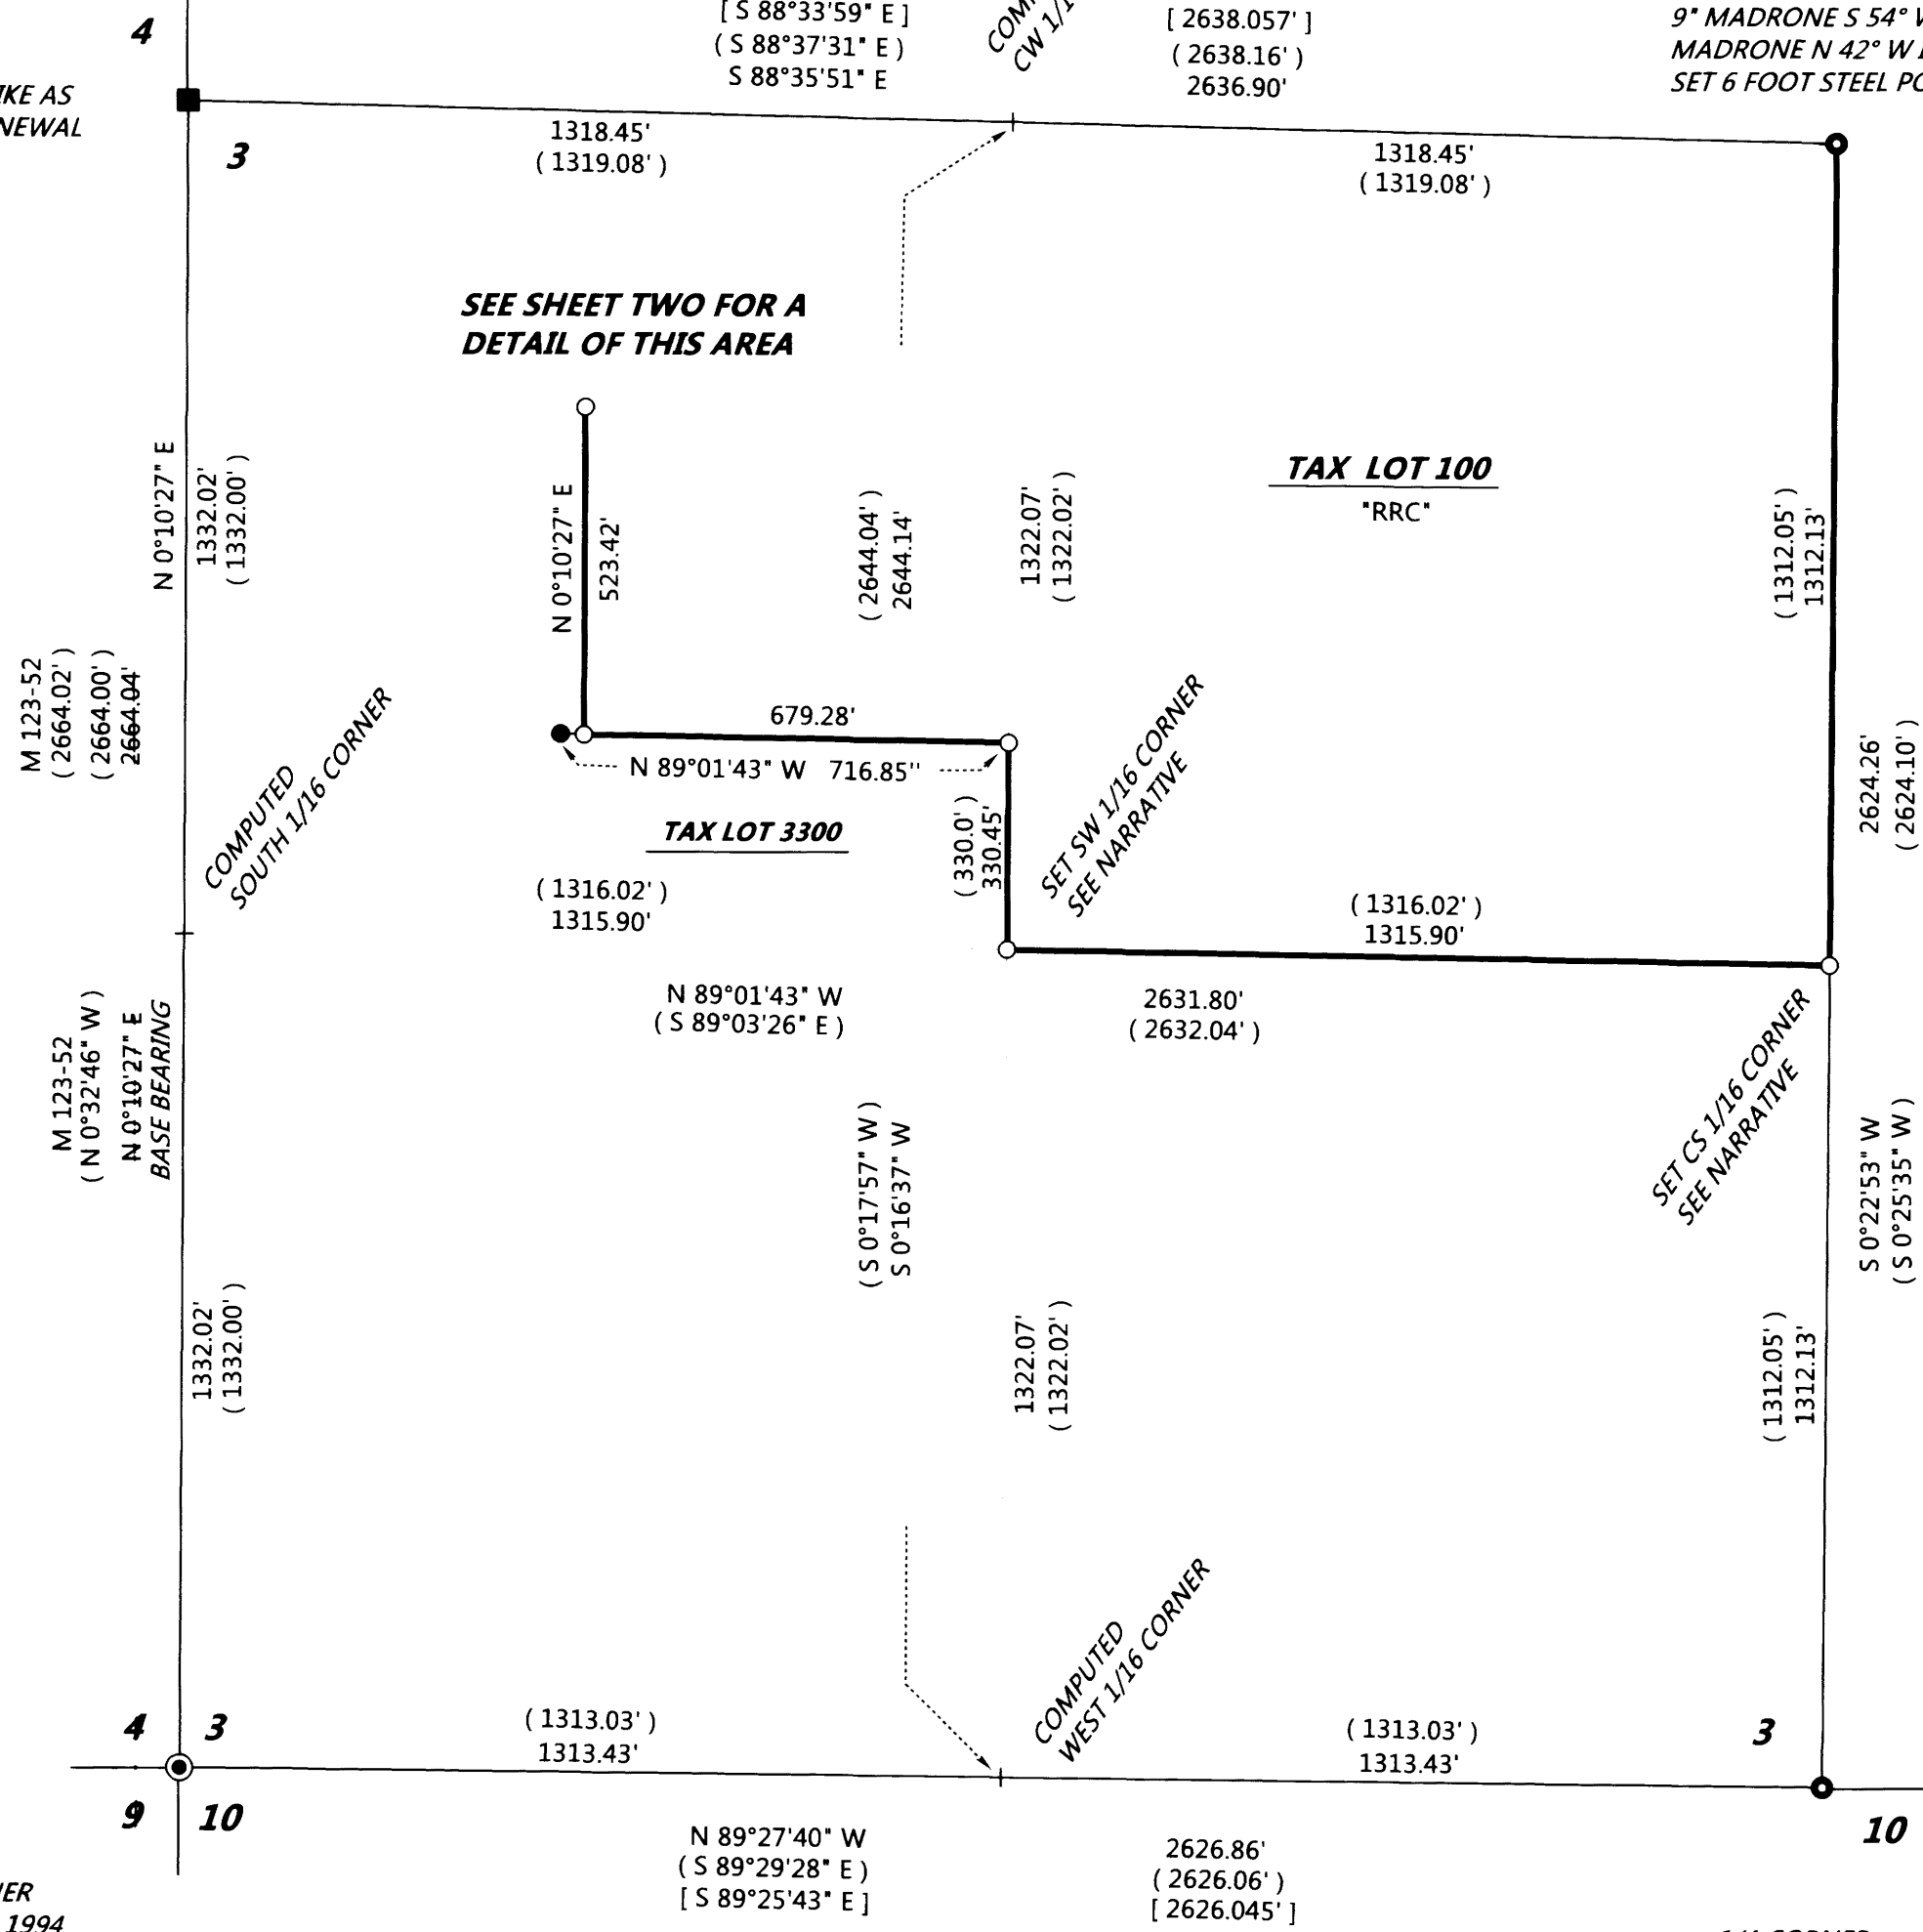 4
[ S 88°33'59" E ]
( S 88°37'31" E )
S 88°35'51" E
CW 1/1
[ 2638.057' ]
( 2638.16' )
2636.90'
9" MADRONE S 54°
MADRONE N 42° W
SET 6 FOOT STEEL
IKE AS
NEWAL
3
1318.45'
( 1319.08' )
1318.45'
( 1319.08' )
SEE SHEET TWO FOR A
DETAIL OF THIS AREA
TAX LOT 100
"RRC"
N 0°10'27" E
1332.02'
( 1332.00' )
N 0°10'27" E
523.42'
( 2644.04' )
2644.14'
1322.07'
( 1322.02' )
( 1312.05' )
1312.13'
M 123-52
( 2664.02' )
( 2664.00' )
2664.04'
COMPUTED
SOUTH 1/16 CORNER
679.28'
N 89°01'43" W 716.85''
TAX LOT 3300
( 330.0' )
330.45'
SET SW 1/16 CORNER
SEE NARRATIVE
2624.26'
( 2624.10' )
( 1316.02' )
1315.90'
( 1316.02' )
1315.90'
N 89°01'43" W
( S 89°03'26" E )
2631.80'
( 2632.04' )
M 123-52
( N 0°32'46" W )
N 0°10'27" E
BASE BEARING
( S 0°17'57" W )
S 0°16'37" W
SET CS 1/16 CORNER
SEE NARRATIVE
S 0°22'53" W
( S 0°25'35" W )
1332.02'
( 1332.00' )
1322.07'
( 1322.02' )
( 1312.05' )
1312.13'
COMPUTED
WEST 1/16 CORNER
4 3
( 1313.03' )
1313.43'
( 1313.03' )
1313.43'
3
9 10
10
N 89°27'40" W
( S 89°29'28" E )
[ S 89°25'43" E ]
2626.86'
( 2626.06' )
[ 2626.045' ]
NER
1994